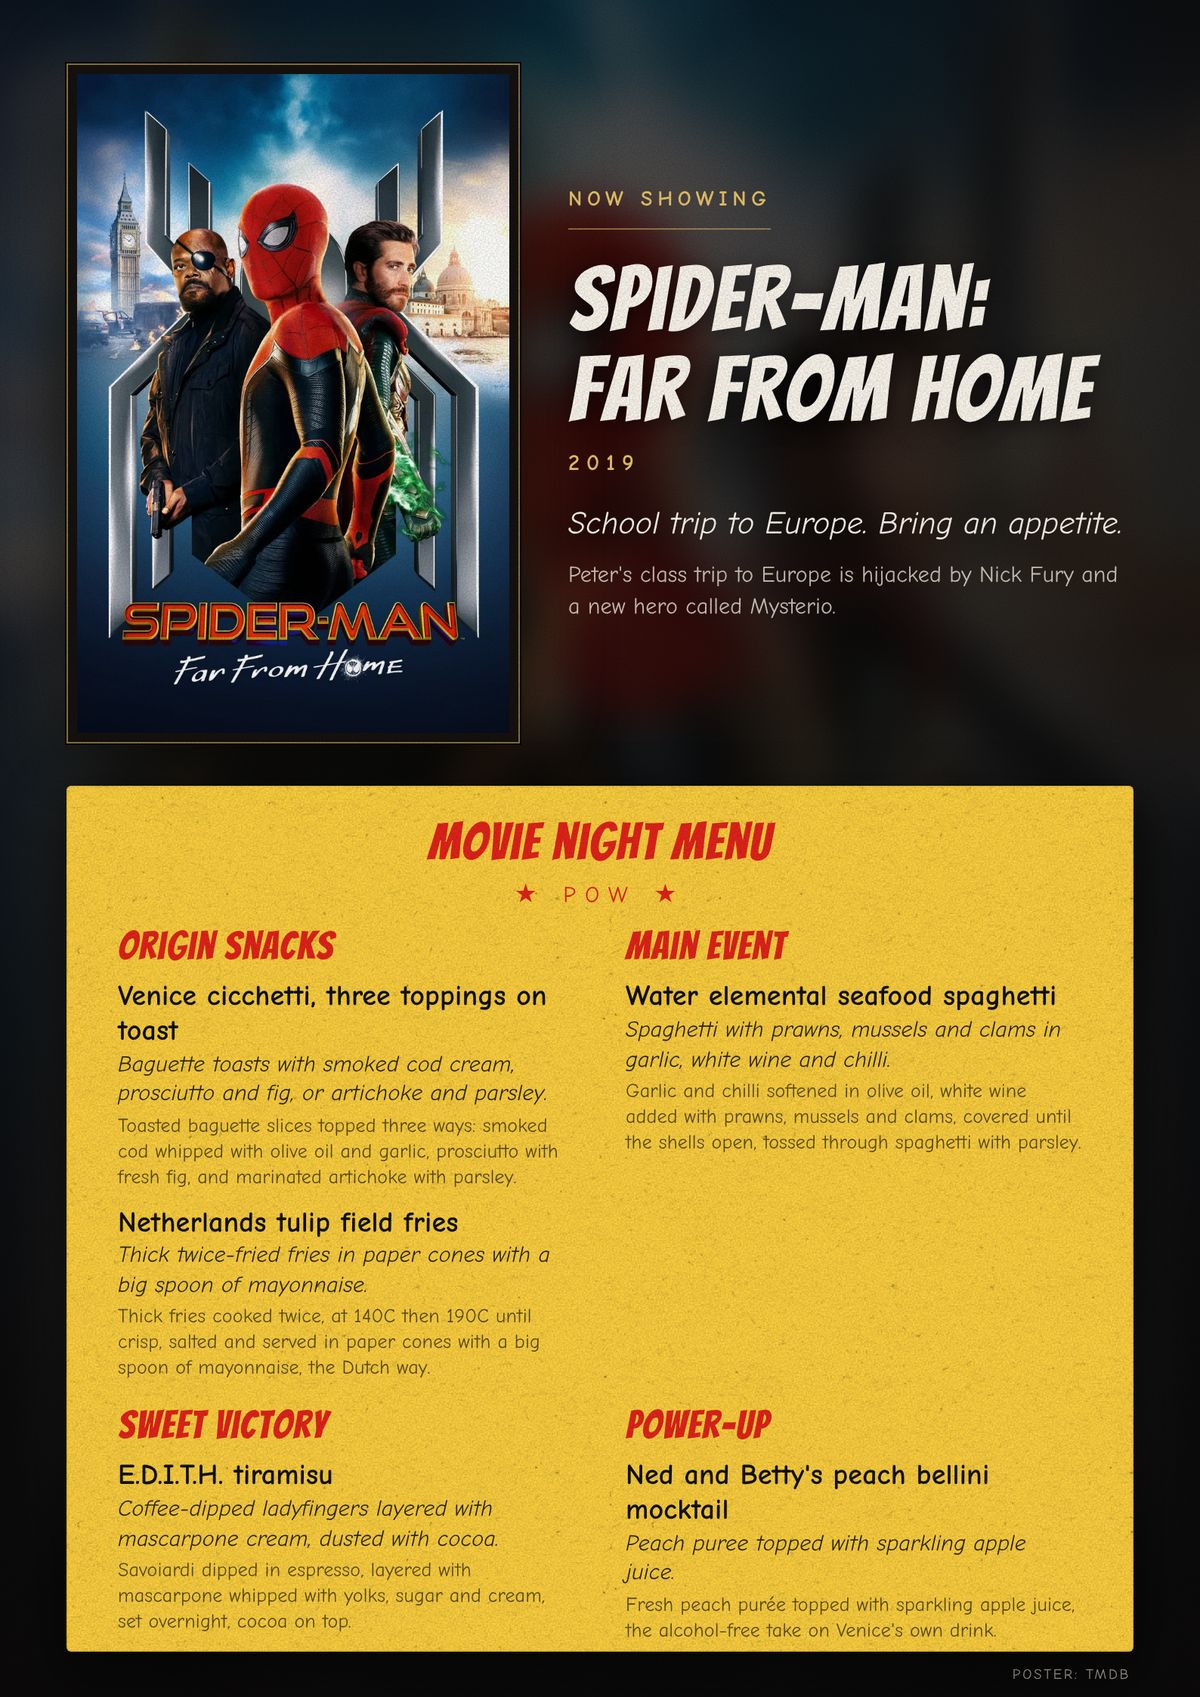 SPIDER-MAN
Far From Home
NOW SHOWING
SPIDER-MAN:
FAR FROM HOME
2019
School trip to Europe. Bring an appetite.
Peter's class trip to Europe is hijacked by Nick Fury and
a new hero called Mysterio.
MOVIE NIGHT MENU
★ POW ★
ORIGIN SNACKS
Venice cicchetti, three toppings on
toast
Baguette toasts with smoked cod cream,
prosciutto and fig, or artichoke and parsley.
Toasted baguette slices topped three ways: smoked
cod whipped with olive oil and garlic, prosciutto with
fresh fig, and marinated artichoke with parsley.
Netherlands tulip field fries
Thick twice-fried fries in paper cones with a
big spoon of mayonnaise.
Thick fries cooked twice, at 140C then 190C until
crisp, salted and served in paper cones with a big
spoon of mayonnaise, the Dutch way.
MAIN EVENT
Water elemental seafood spaghetti
Spaghetti with prawns, mussels and clams in
garlic, white wine and chilli.
Garlic and chilli softened in olive oil, white wine
added with prawns, mussels and clams, covered until
the shells open, tossed through spaghetti with parsley.
SWEET VICTORY
E.D.I.T.H. tiramisu
Coffee-dipped ladyfingers layered with
mascarpone cream, dusted with cocoa.
Savoiardi dipped in espresso, layered with
mascarpone whipped with yolks, sugar and cream,
set overnight, cocoa on top.
POWER-UP
Ned and Betty's peach bellini
mocktail
Peach puree topped with sparkling apple
juice.
Fresh peach purée topped with sparkling apple juice,
the alcohol-free take on Venice's own drink.
POSTER: TMDB